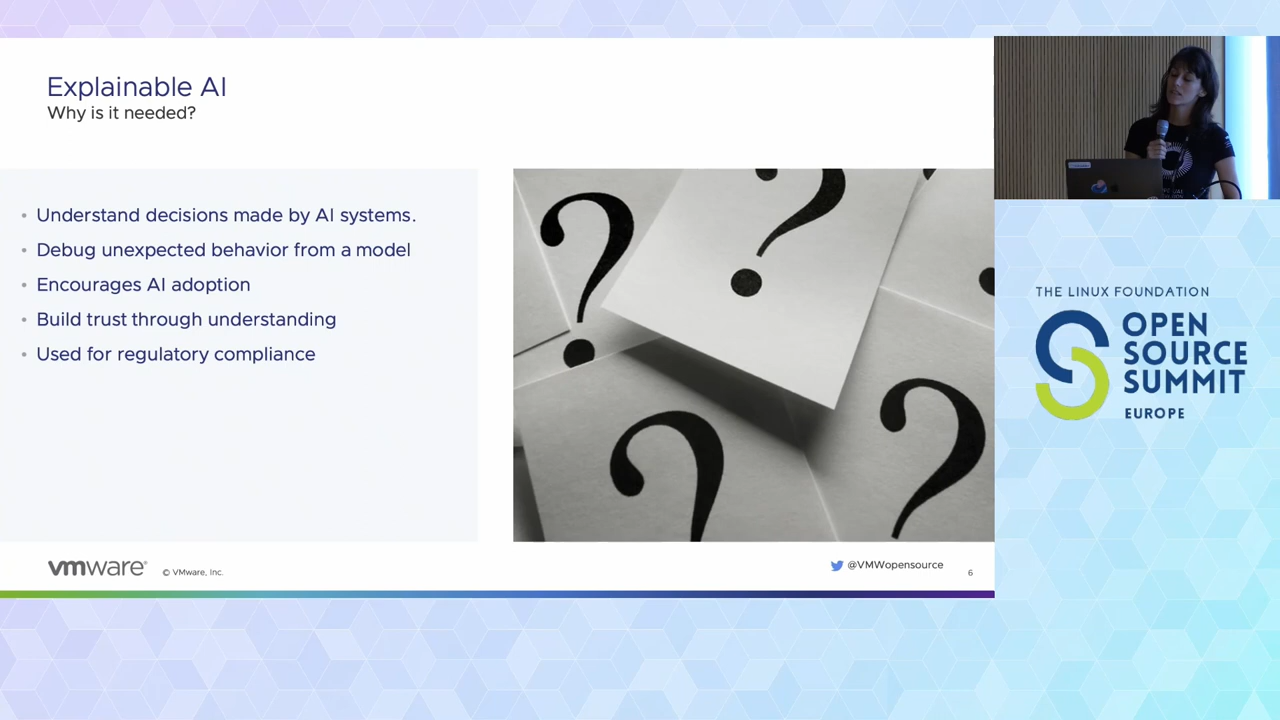 Explainable AI
Why is it needed?
• Understand decisions made by AI systems.
• Debug unexpected behavior from a model
• Encourages AI adoption
• Build trust through understanding
• Used for regulatory compliance
? ? ? ? ?
vmware® © VMware, Inc.
@VMWopensource
6
THE LINUX FOUNDATION
OPEN
SOURCE
SUMMIT
EUROPE